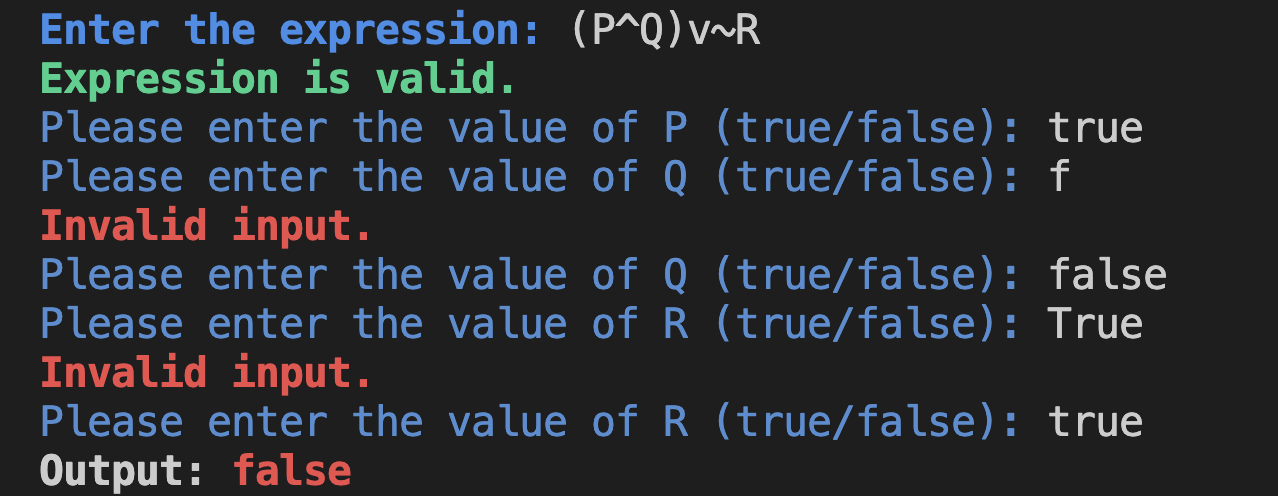 Enter the expression: (P^Q)v~R
Expression is valid.
Please enter the value of P (true/false): true
Please enter the value of Q (true/false): f
Invalid input.
Please enter the value of Q (true/false): false
Please enter the value of R (true/false): True
Invalid input.
Please enter the value of R (true/false): true
Output: false